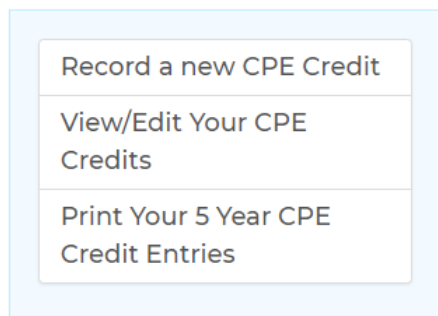 Record a new CPE Credit
View/Edit Your CPE
Credits
Print Your 5 Year CPE
Credit Entries